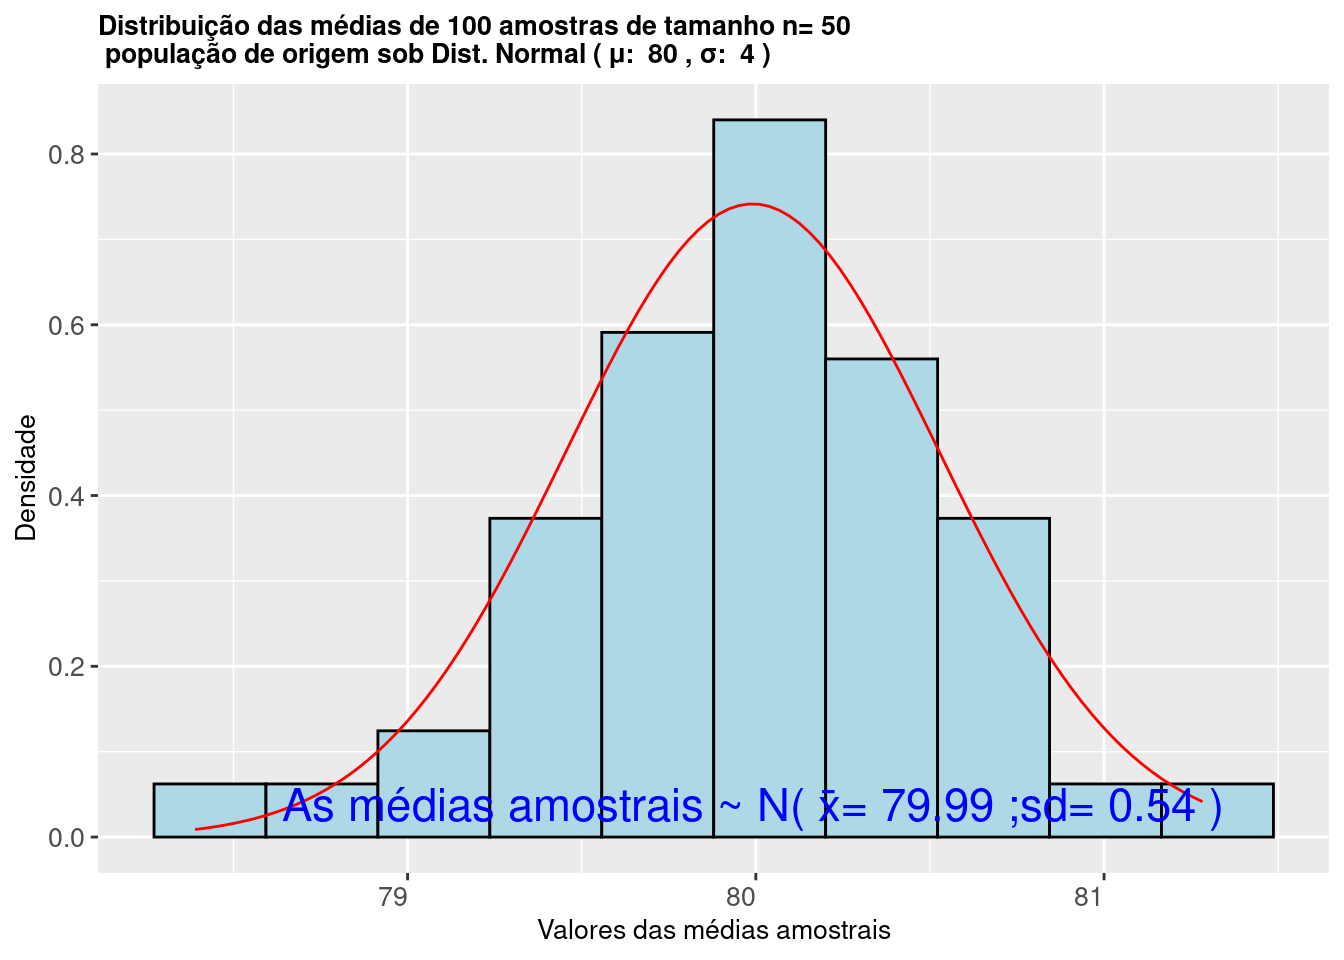 Distribuição das médias de 100 amostras de tamanho n= 50
população de origem sob Dist. Normal ( μ:  80 , σ:  4 )
Densidade
0.8
0.6
0.4
0.2
0.0
As médias amostrais ~ N( x̄= 79.99 ;sd= 0.54 )
79
80
81
Valores das médias amostrais